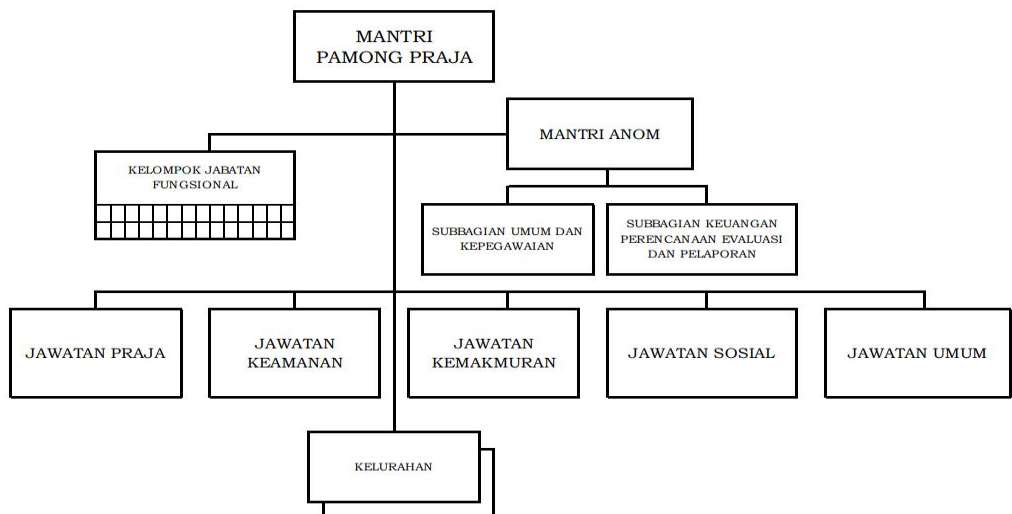 MANTRI
PAMONG PRAJA
MANTRI ANOM
KELOMPOK JABATAN
FUNGSIONAL
SUBBAGIAN UMUM DAN
KEPEGAWAIAN
SUBBAGIAN KEUANGAN
PERENCANAAN EVALUASI
DAN PELAPORAN
JAWATAN PRAJA
JAWATAN
KEAMANAN
JAWATAN
KEMAKMURAN
JAWATAN SOSIAL
JAWATAN UMUM
KELURAHAN